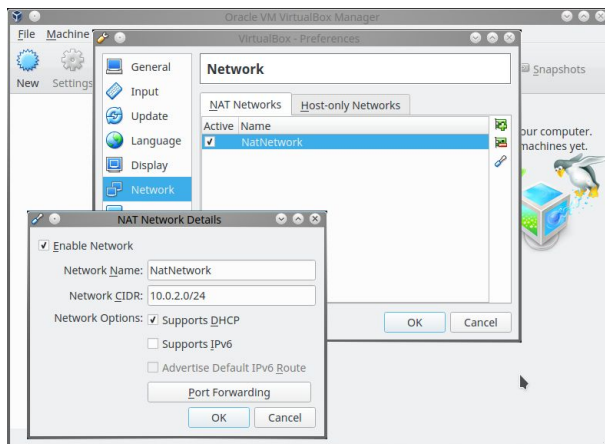 Oracle VM VirtualBox Manager
File Machine
New Settings
Snapshots
our computer.
machines yet.
VirtualBox - Preferences
General
Input
Update
Language
Display
Network
Network
NAT Networks Host-only Networks
Active Name
NatNetwork
OK Cancel
NAT Network Details
Enable Network
Network Name: NatNetwork
Network CIDR: 10.0.2.0/24
Network Options: Supports DHCP
Supports IPv6
Advertise Default IPv6 Route
Port Forwarding
OK Cancel